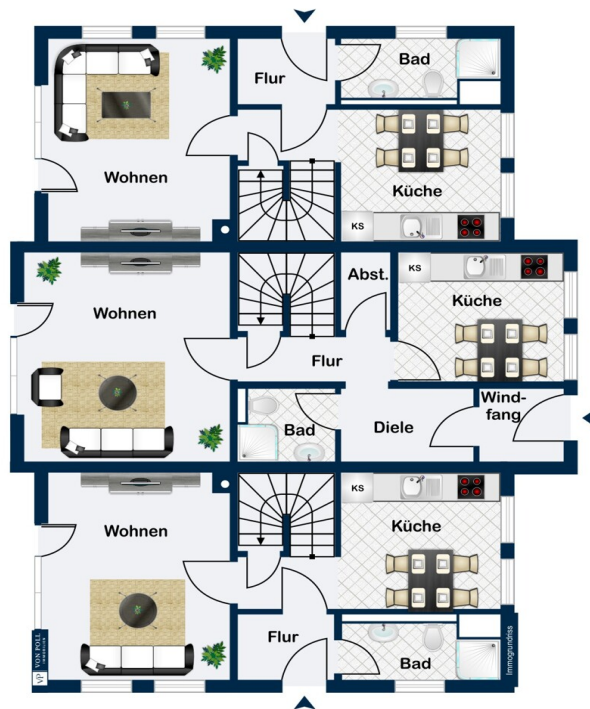 Flur
Bad
Wohnen
Küche
KS
Abst.
KS
Wohnen
Küche
Flur
Wind-
fang
Bad
Diele
KS
Wohnen
Küche
Flur
Bad
VP VON POLL
IMMOBILIEN
Immogrundriss